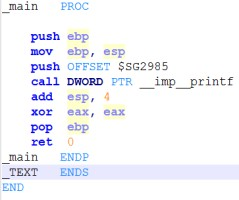 _main PROC
push ebp
mov ebp, esp
push OFFSET $SG2985
call DWORD PTR __imp__printf
add esp, 4
xor eax, eax
pop ebp
ret 0
_main ENDP
_TEXT ENDS
END